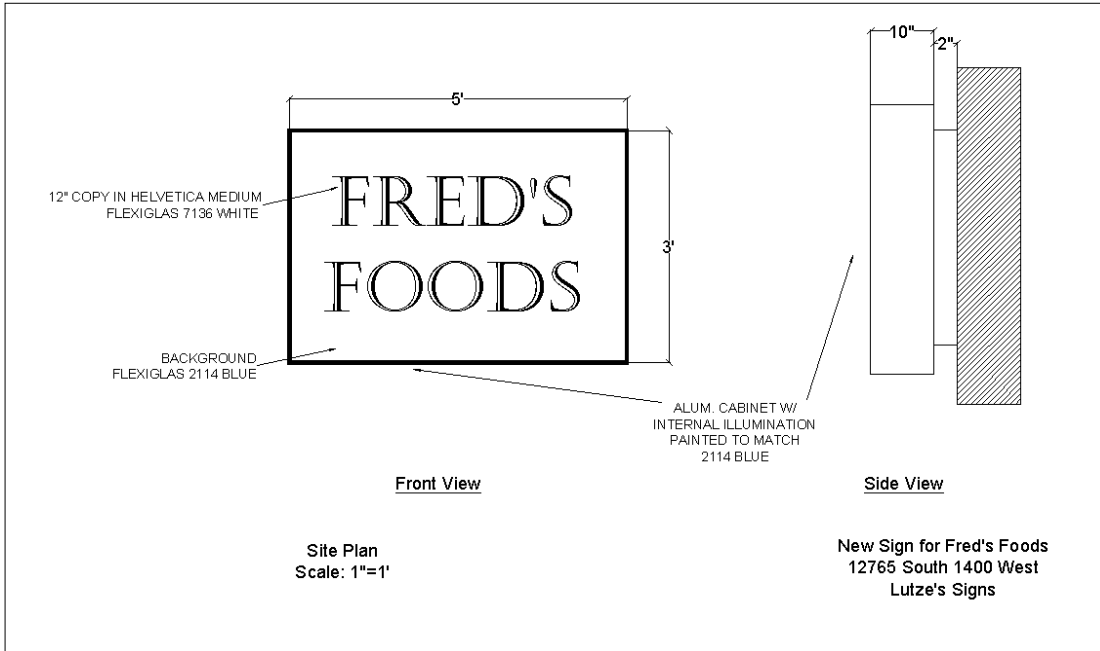 10"
2"
5'
12" COPY IN HELVETICA MEDIUM
FLEXIGLAS 7136 WHITE
FRED'S
3'
FOODS
BACKGROUND
FLEXIGLAS 2114 BLUE
ALUM. CABINET W/
INTERNAL ILLUMINATION
PAINTED TO MATCH
2114 BLUE
Front View
Side View
Site Plan
Scale: 1"=1'
New Sign for Fred's Foods
12765 South 1400 West
Lutze's Signs